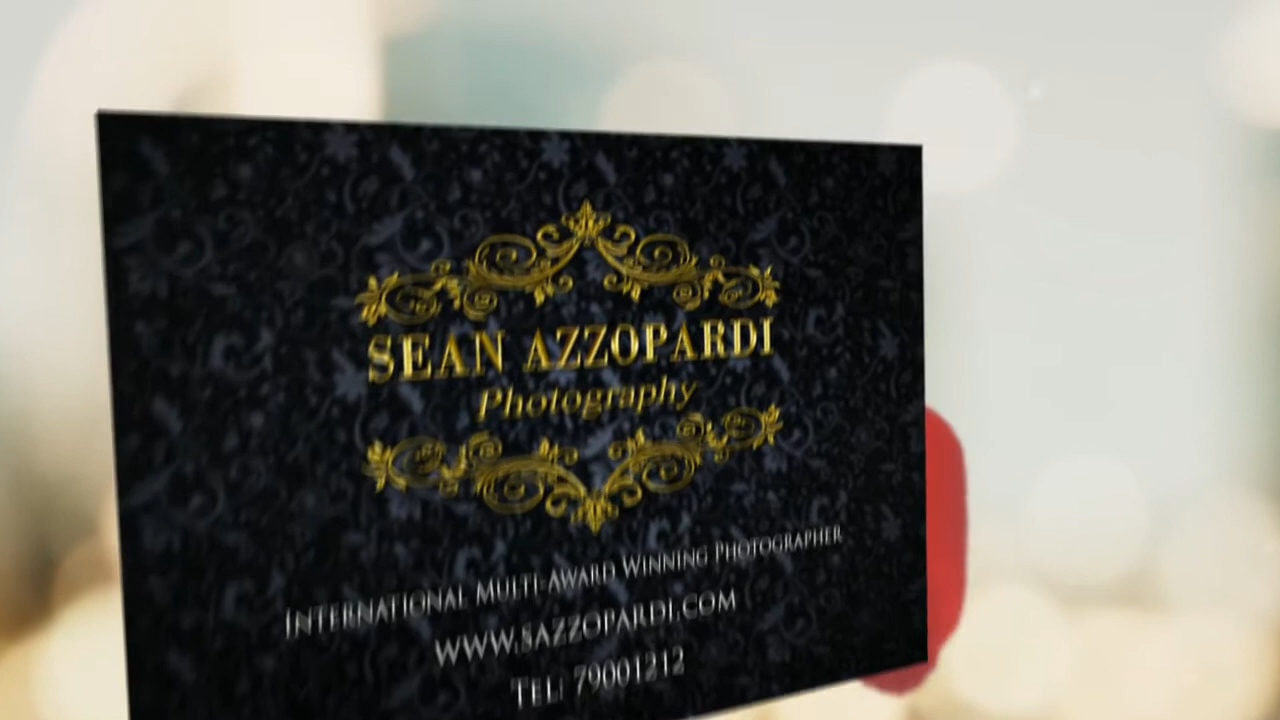 SEAN AZZOPARDI
Photography
INTERNATIONAL MULTI-AWARD WINNING PHOTOGRAPHER
WWW.SAZZOPARDI.COM
TEL: 79001212